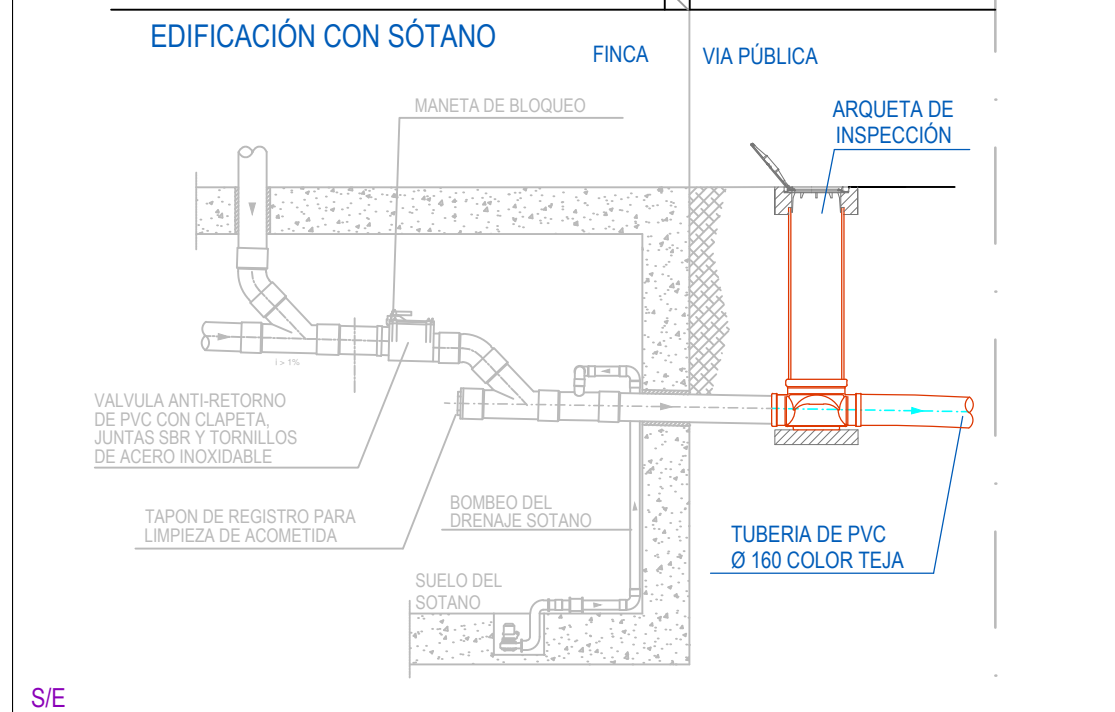 EDIFICACIÓN CON SÓTANO
FINCA
VIA PÚBLICA
MANETA DE BLOQUEO
ARQUETA DE
INSPECCIÓN
i > 1%
VALVULA ANTI-RETORNO
DE PVC CON CLAPETA,
JUNTAS SBR Y TORNILLOS
DE ACERO INOXIDABLE
TAPON DE REGISTRO PARA
LIMPIEZA DE ACOMETIDA
BOMBEO DEL
DRENAJE SOTANO
TUBERIA DE PVC
Ø 160 COLOR TEJA
SUELO DEL
SOTANO
S/E